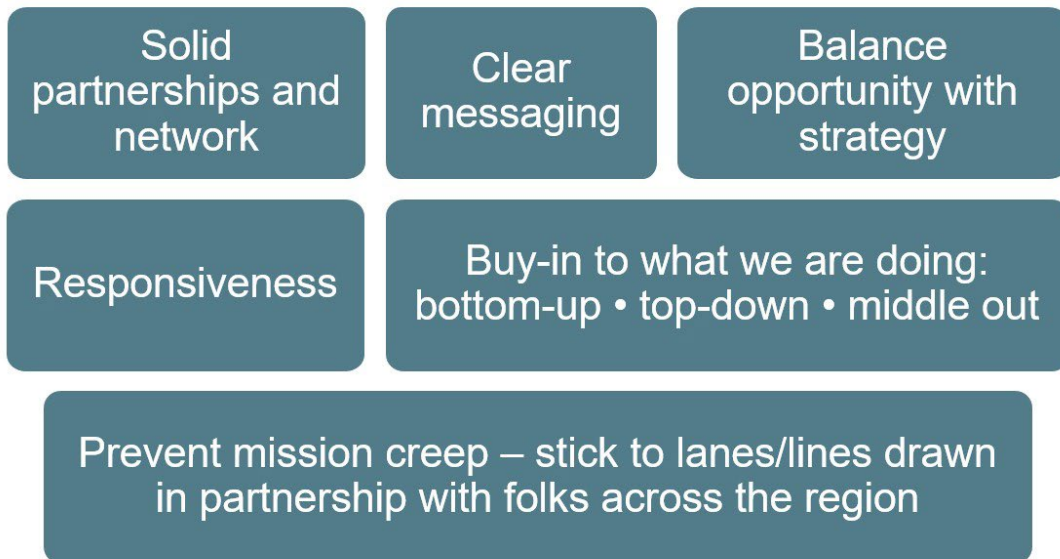 Solid
partnerships and
network
Clear
messaging
Balance
opportunity with
strategy
Responsiveness
Buy-in to what we are doing:
bottom-up • top-down • middle out
Prevent mission creep – stick to lanes/lines drawn
in partnership with folks across the region